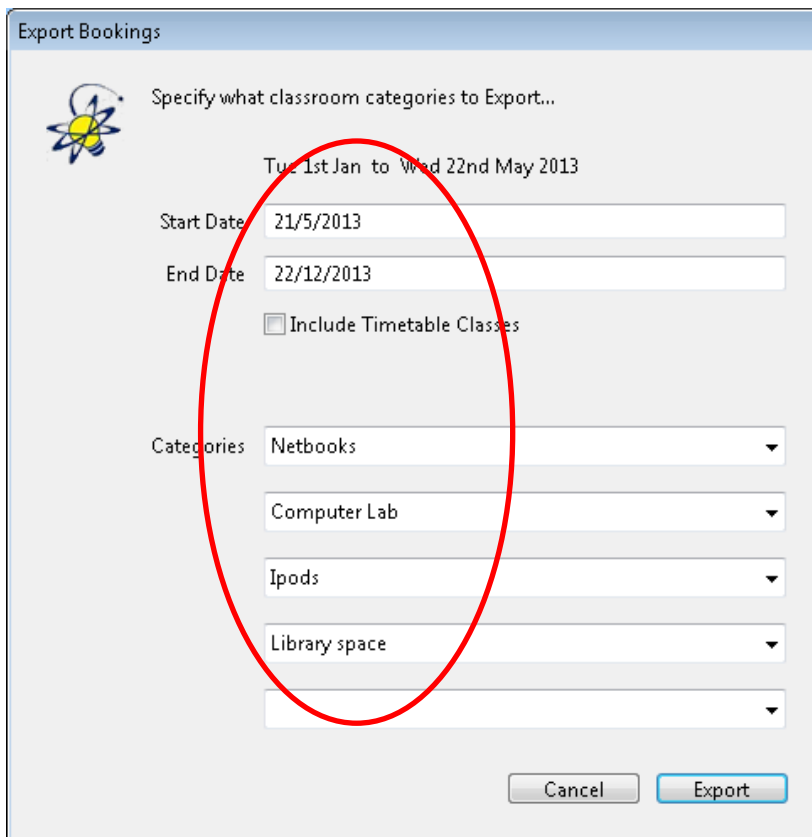 Export Bookings
Specify what classroom categories to Export...
Tue 1st Jan to Wed 22nd May 2013
Start Date 21/5/2013
End Date 22/12/2013
Include Timetable Classes
Categories Netbooks
Computer Lab
Ipods
Library space
Cancel Export